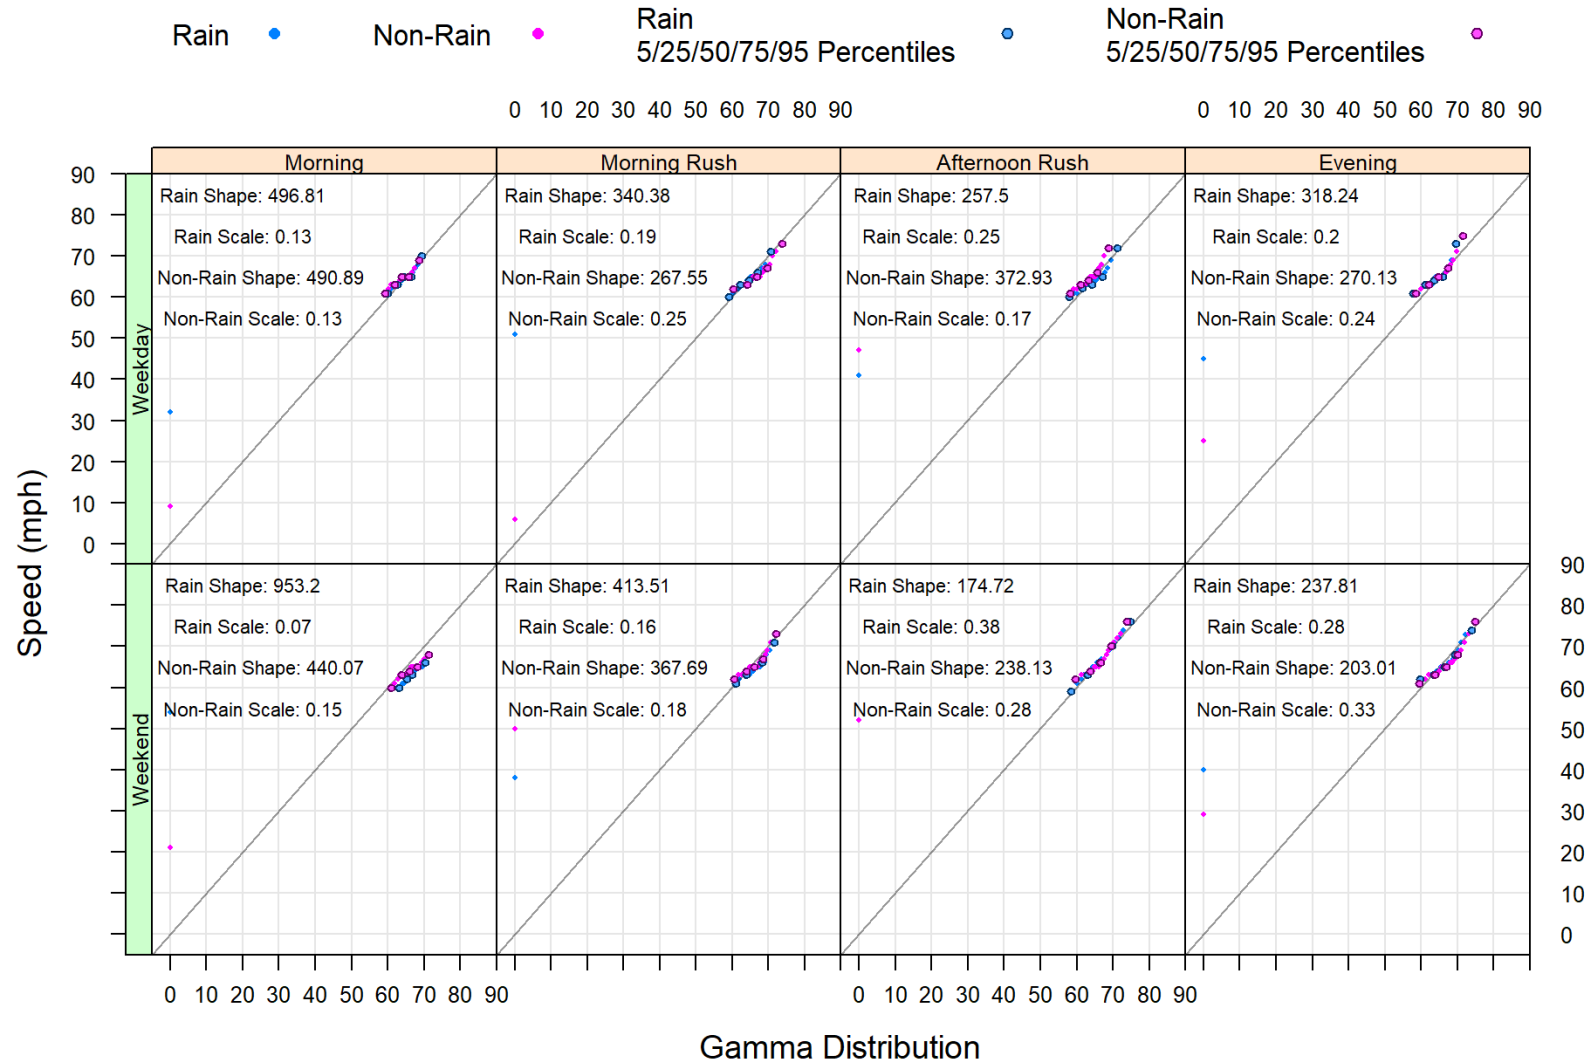 Rain
Non-Rain
Rain
5/25/50/75/95 Percentiles
Non-Rain
5/25/50/75/95 Percentiles
0 10 20 30 40 50 60 70 80 90
0 10 20 30 40 50 60 70 80 90
Morning
Morning Rush
Afternoon Rush
Evening
Speed (mph)
Weekday
90
80
70
60
50
40
30
20
10
0
Rain Shape: 496.81
Rain Scale: 0.13
Non-Rain Shape: 490.89
Non-Rain Scale: 0.13
Rain Shape: 340.38
Rain Scale: 0.19
Non-Rain Shape: 267.55
Non-Rain Scale: 0.25
Rain Shape: 257.5
Rain Scale: 0.25
Non-Rain Shape: 372.93
Non-Rain Scale: 0.17
Rain Shape: 318.24
Rain Scale: 0.2
Non-Rain Shape: 270.13
Non-Rain Scale: 0.24
Weekend
Rain Shape: 953.2
Rain Scale: 0.07
Non-Rain Shape: 440.07
Non-Rain Scale: 0.15
Rain Shape: 413.51
Rain Scale: 0.16
Non-Rain Shape: 367.69
Non-Rain Scale: 0.18
Rain Shape: 174.72
Rain Scale: 0.38
Non-Rain Shape: 238.13
Non-Rain Scale: 0.28
Rain Shape: 237.81
Rain Scale: 0.28
Non-Rain Shape: 203.01
Non-Rain Scale: 0.33
90
80
70
60
50
40
30
20
10
0
0 10 20 30 40 50 60 70 80 90
0 10 20 30 40 50 60 70 80 90
Gamma Distribution